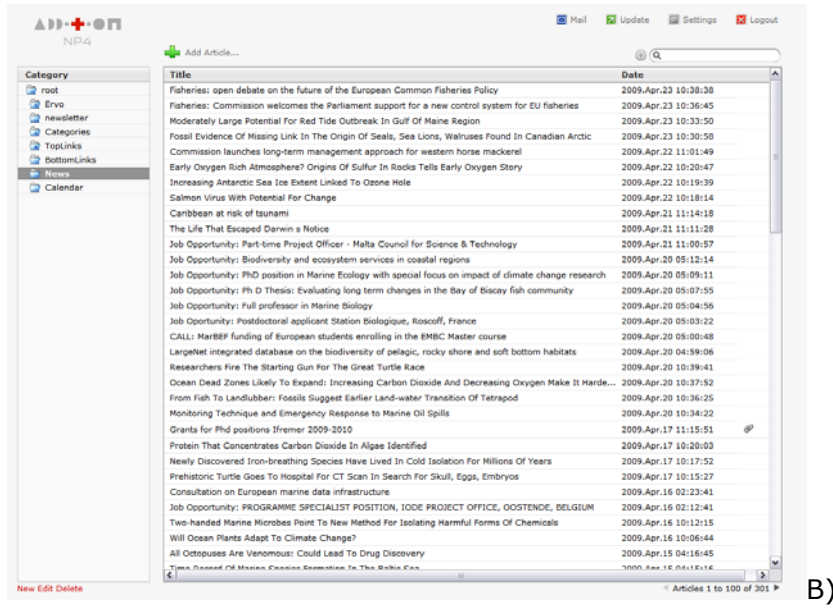 ADD+ON
NP4
Mail Update Settings Logout
Add Article...
Category
root
Ervo
newsletter
Categories
TopLinks
BottomLinks
News
Calendar
New Edit Delete
Title Date
Fisheries: open debate on the future of the European Common Fisheries Policy 2009.Apr.23 10:38:38
Fisheries: Commission welcomes the Parliament support for a new control system for EU fisheries 2009.Apr.23 10:36:45
Moderately Large Potential For Red Tide Outbreak In Gulf Of Maine Region 2009.Apr.23 10:33:50
Fossil Evidence Of Missing Link In The Origin Of Seals, Sea Lions, Walruses Found In Canadian Arctic 2009.Apr.23 10:30:58
Commission launches long-term management approach for western horse mackerel 2009.Apr.22 11:01:49
Early Oxygen Rich Atmosphere? Origins Of Sulfur In Rocks Tells Early Oxygen Story 2009.Apr.22 10:20:47
Increasing Antarctic Sea Ice Extent Linked To Ozone Hole 2009.Apr.22 10:19:39
Salmon Virus With Potential For Change 2009.Apr.22 10:18:14
Caribbean at risk of tsunami 2009.Apr.21 11:14:18
The Life That Escaped Darwin s Notice 2009.Apr.21 11:11:28
Job Opportunity: Part-time Project Officer - Malta Council for Science & Technology 2009.Apr.21 11:00:57
Job Opportunity: Biodiversity and ecosystem services in coastal regions 2009.Apr.20 05:12:14
Job Opportunity: PhD position in Marine Ecology with special focus on impact of climate change research 2009.Apr.20 05:09:11
Job Opportunity: Ph D Thesis: Evaluating long term changes in the Bay of Biscay fish community 2009.Apr.20 05:07:55
Job Opportunity: Full professor in Marine Biology 2009.Apr.20 05:04:56
Job Oportunity: Postdoctoral applicant Station Biologique, Roscoff, France 2009.Apr.20 05:03:22
CALL: MarBEF funding of European students enrolling in the EMBC Master course 2009.Apr.20 05:00:48
LargeNet integrated database on the biodiversity of pelagic, rocky shore and soft bottom habitats 2009.Apr.20 04:59:06
Researchers Fire The Starting Gun For The Great Turtle Race 2009.Apr.20 10:39:41
Ocean Dead Zones Likely To Expand: Increasing Carbon Dioxide And Decreasing Oxygen Make It Harde... 2009.Apr.20 10:37:52
From Fish To Landlubber: Fossils Suggest Earlier Land-water Transition Of Tetrapod 2009.Apr.20 10:36:25
Monitoring Technique and Emergency Response to Marine Oil Spills 2009.Apr.20 10:34:22
Grants for Phd positions Ifremer 2009-2010 2009.Apr.17 11:15:51
Protein That Concentrates Carbon Dioxide In Algae Identified 2009.Apr.17 10:20:03
Newly Discovered Iron-breathing Species Have Lived In Cold Isolation For Millions Of Years 2009.Apr.17 10:17:52
Prehistoric Turtle Goes To Hospital For CT Scan In Search For Skull, Eggs, Embryos 2009.Apr.17 10:15:27
Consultation on European marine data infrastructure 2009.Apr.16 02:23:41
Job Opportunity: PROGRAMME SPECIALIST POSITION, IODE PROJECT OFFICE, OOSTENDE, BELGIUM 2009.Apr.16 02:12:41
Two-handed Marine Microbes Point To New Method For Isolating Harmful Forms Of Chemicals 2009.Apr.16 10:12:15
Will Ocean Plants Adapt To Climate Change? 2009.Apr.16 10:06:44
All Octopuses Are Venomous: Could Lead To Drug Discovery 2009.Apr.15 04:16:45
Time Record Of Marine Species Formation In The Baltic Sea 2009.Apr.15 04:15:16
Articles 1 to 100 of 301
B)